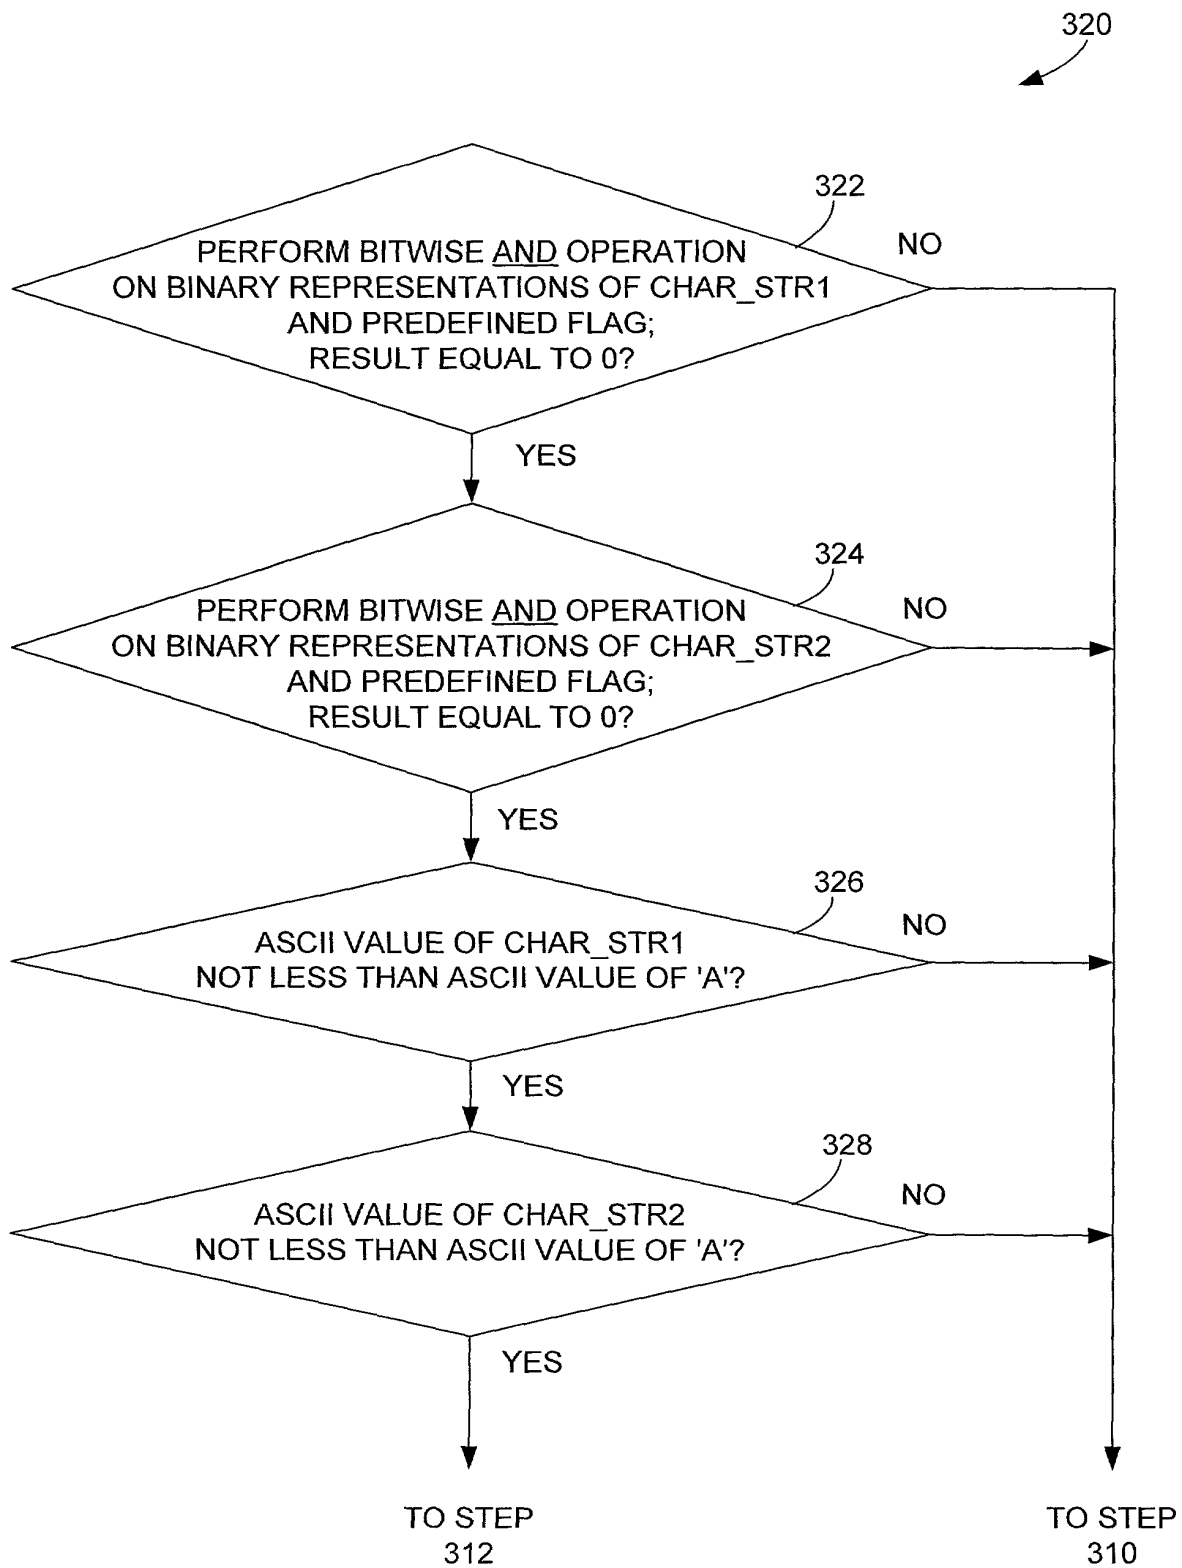 320
322
NO
PERFORM BITWISE AND OPERATION
ON BINARY REPRESENTATIONS OF CHAR_STR1
AND PREDEFINED FLAG;
RESULT EQUAL TO 0?
YES
324
NO
PERFORM BITWISE AND OPERATION
ON BINARY REPRESENTATIONS OF CHAR_STR2
AND PREDEFINED FLAG;
RESULT EQUAL TO 0?
YES
326
NO
ASCII VALUE OF CHAR_STR1
NOT LESS THAN ASCII VALUE OF 'A'?
YES
328
NO
ASCII VALUE OF CHAR_STR2
NOT LESS THAN ASCII VALUE OF 'A'?
YES
TO STEP
312
TO STEP
310